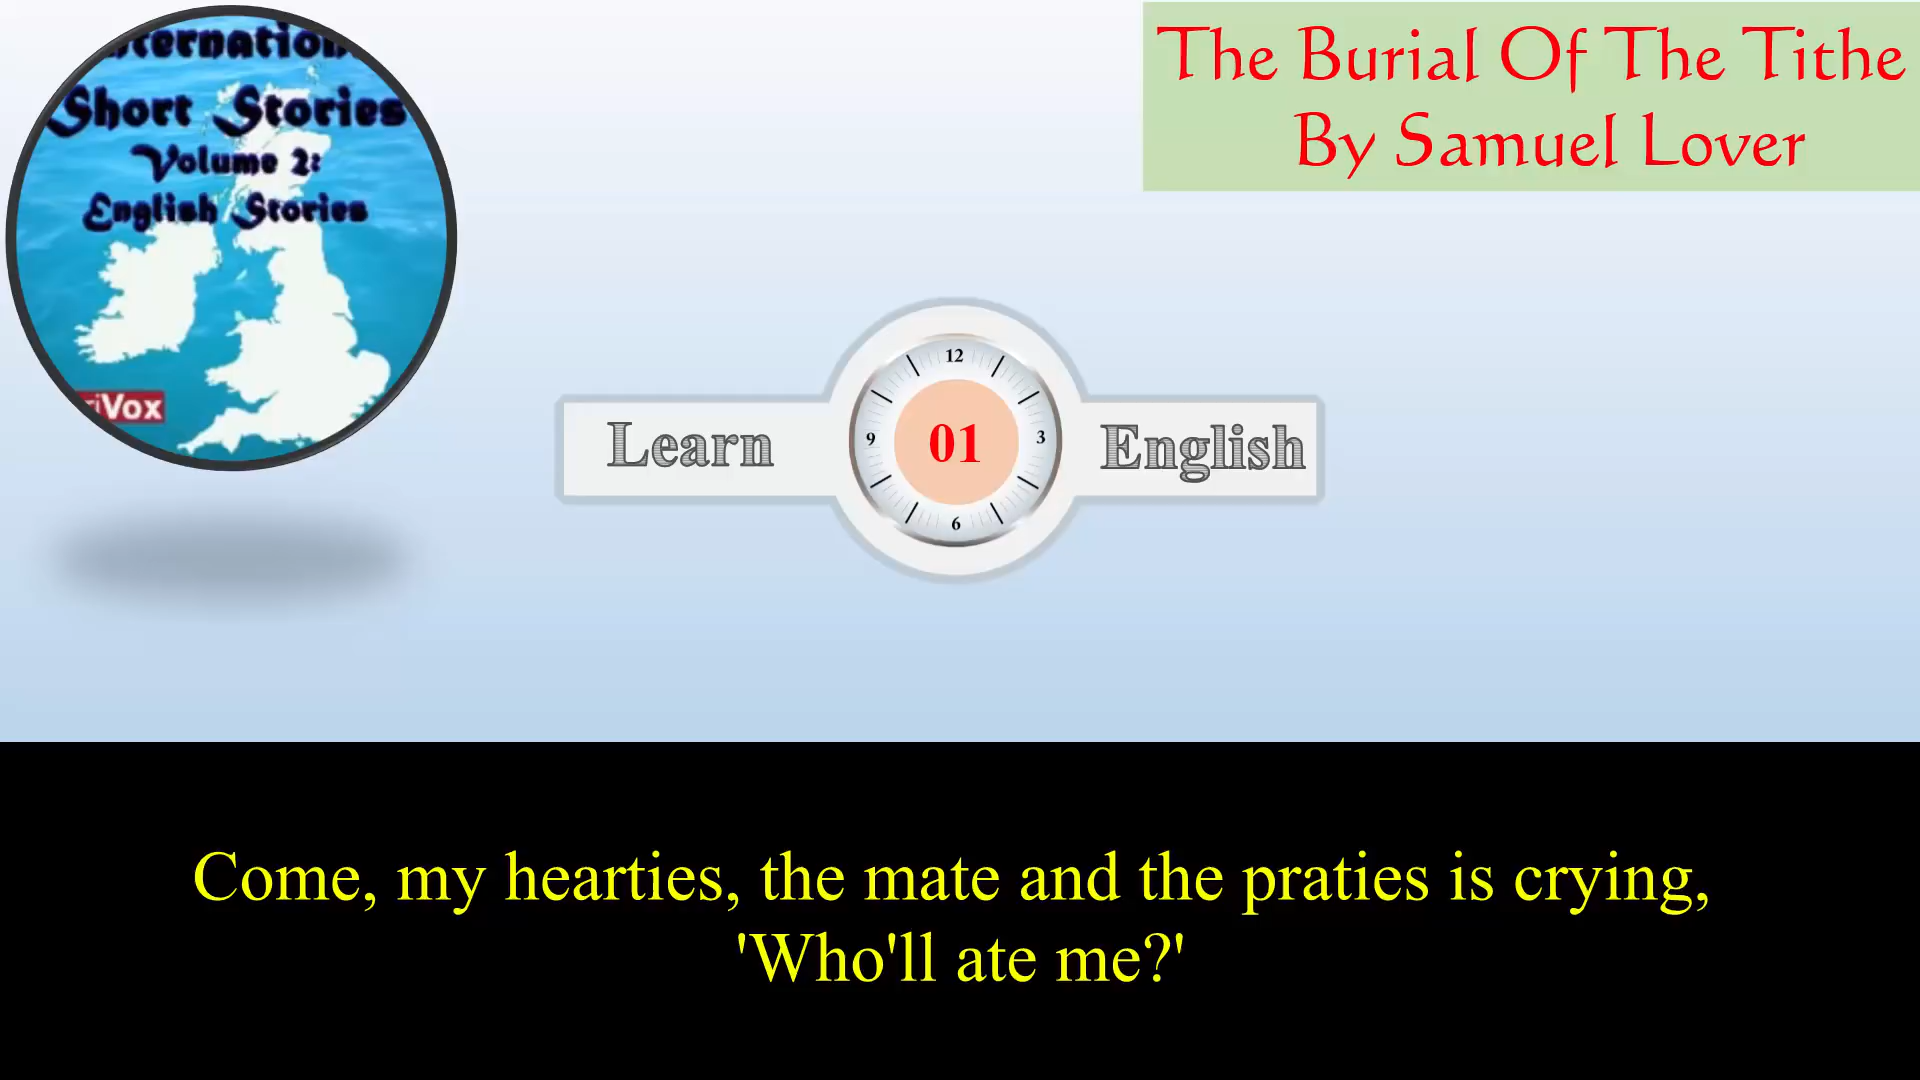 Short Stories
Volume 2:
English Stories
Vox
The Burial Of The Tithe
By Samuel Lover
Learn
English
12
9
01
3
6
Come, my hearties, the mate and the praties is crying,
'Who'll ate me?'